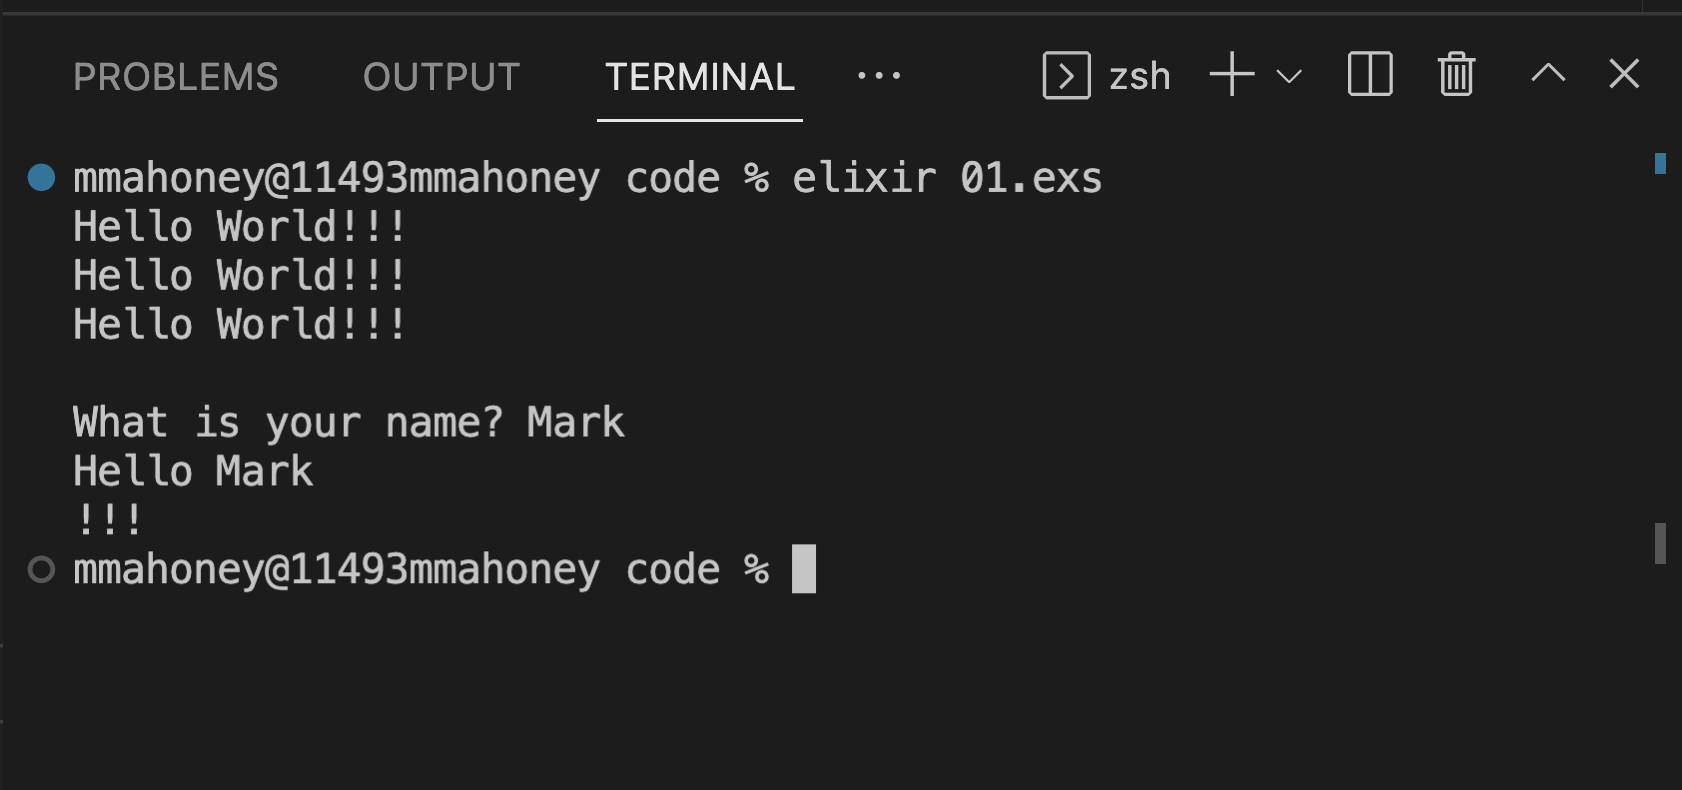 PROBLEMS OUTPUT TERMINAL ... zsh
mmahoney@11493mmahoney code % elixir 01.exs
Hello World!!!
Hello World!!!
Hello World!!!
What is your name? Mark
Hello Mark
!!!
mmahoney@11493mmahoney code %